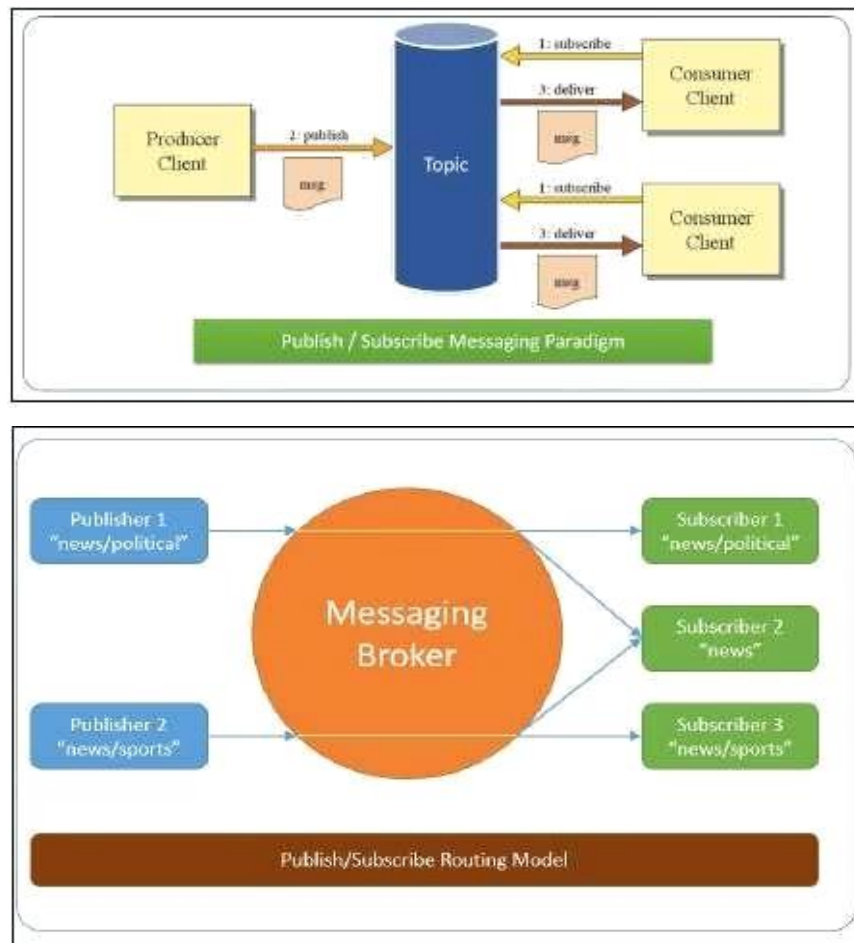 1: subscribe
Consumer
Client
3: deliver
msg
Producer
Client
2: publish
msg
Topic
1: subscribe
Consumer
Client
3: deliver
msg
Publish / Subscribe Messaging Paradigm
Publisher 1
“news/political”
Subscriber 1
“news/political”
Messaging
Broker
Subscriber 2
“news”
Publisher 2
“news/sports”
Subscriber 3
“news/sports”
Publish/Subscribe Routing Model